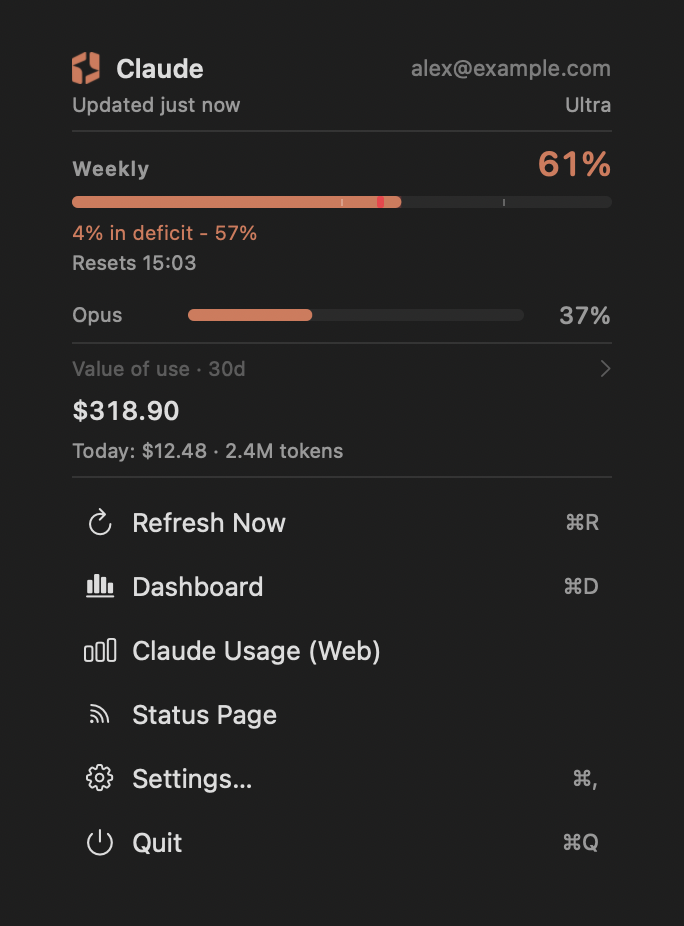 Claude
alex@example.com
Updated just now
Ultra
Weekly
61%
4% in deficit - 57%
Resets 15:03
Opus
37%
Value of use · 30d
$318.90
Today: $12.48 · 2.4M tokens
Refresh Now ⌘R
Dashboard ⌘D
Claude Usage (Web)
Status Page
Settings... ⌘,
Quit ⌘Q